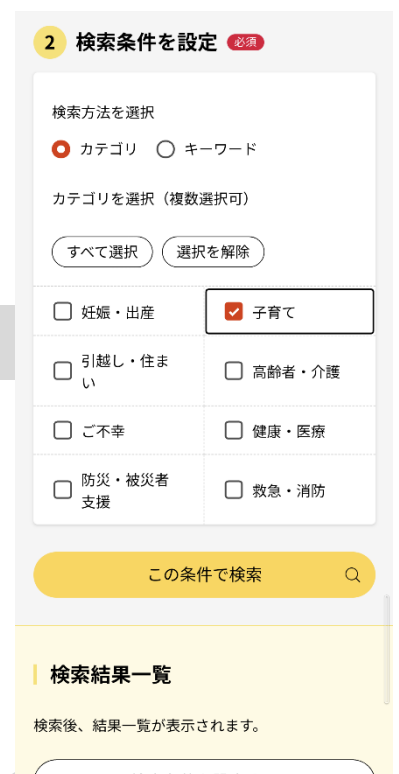 2 検索条件を設定 必須
検索方法を選択
カテゴリ キーワード
カテゴリを選択（複数選択可）
すべて選択 選択を解除
妊娠・出産 子育て
引越し・住ま
い
高齢者・介護
ご不幸 健康・医療
防災・被災者
支援
救急・消防
この条件で検索
検索結果一覧
検索後、結果一覧が表示されます。